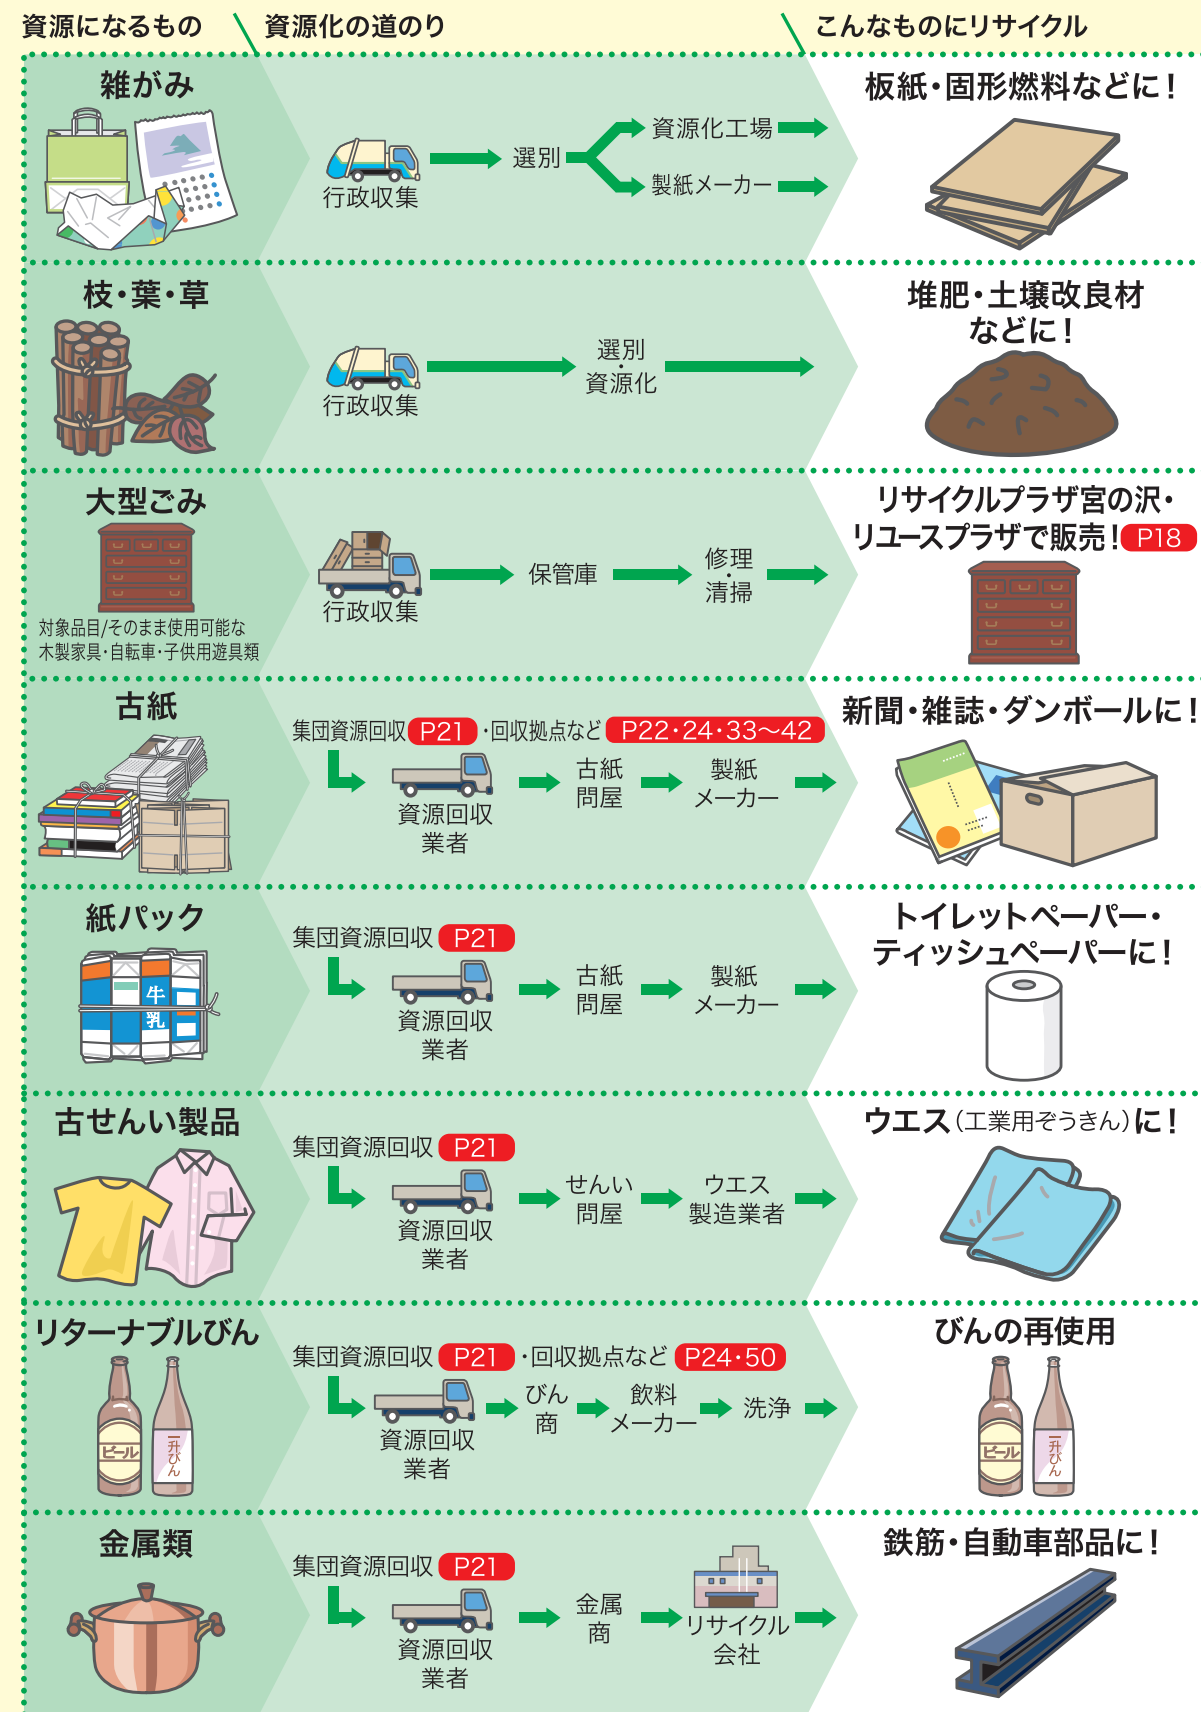 資源になるもの
資源化の道のり
こんなものにリサイクル
雑がみ
行政収集
選別
資源化工場
製紙メーカー
板紙・固形燃料などに！
枝・葉・草
行政収集
選別
・
資源化
堆肥・土壌改良材
などに！
大型ごみ
対象品目/そのまま使用可能な
木製家具・自転車・子供用遊具類
行政収集
保管庫
修理
・
清掃
リサイクルプラザ宮の沢・
リユースプラザで販売！P18
古紙
集団資源回収 P21 ・回収拠点など P22・24・33〜42
資源回収
業者
古紙
問屋
製紙
メーカー
新聞・雑誌・ダンボールに！
紙パック
牛
乳
集団資源回収 P21
資源回収
業者
古紙
問屋
製紙
メーカー
トイレットペーパー・
ティッシュペーパーに！
古せんい製品
集団資源回収 P21
資源回収
業者
せんい
問屋
ウエス
製造業者
ウエス（工業用ぞうきん）に！
リターナブルびん
ビール
一升びん
集団資源回収 P21 ・回収拠点など P24・50
資源回収
業者
びん
商
飲料
メーカー
洗浄
びんの再使用
ビール
一升びん
金属類
集団資源回収 P21
資源回収
業者
金属
商
リサイクル
会社
鉄筋・自動車部品に！